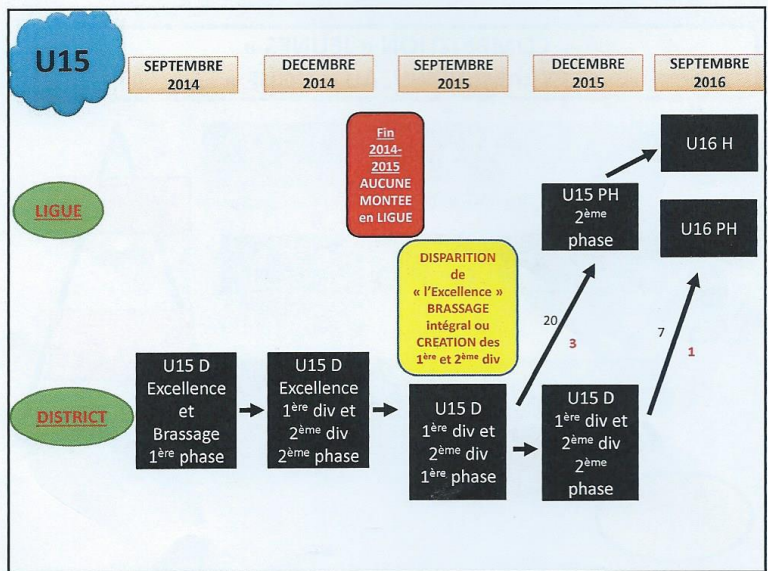 U15
SEPTEMBRE
2014
DECEMBRE
2014
SEPTEMBRE
2015
DECEMBRE
2015
SEPTEMBRE
2016
Fin
2014-
2015
AUCUNE
MONTEE
en LIGUE
U16 H
LIGUE
U15 PH
2ème
phase
U16 PH
DISPARITION
de
« l'Excellence »
BRASSAGE
intégral ou
CREATION des
1ère et 2ème div
20
3
7
1
DISTRICT
U15 D
Excellence
et
Brassage
1ère phase
U15 D
Excellence
1ère div et
2ème div
2ème phase
U15 D
1ère div et
2ème div
1ère phase
U15 D
1ère div et
2ème div
2ème
phase